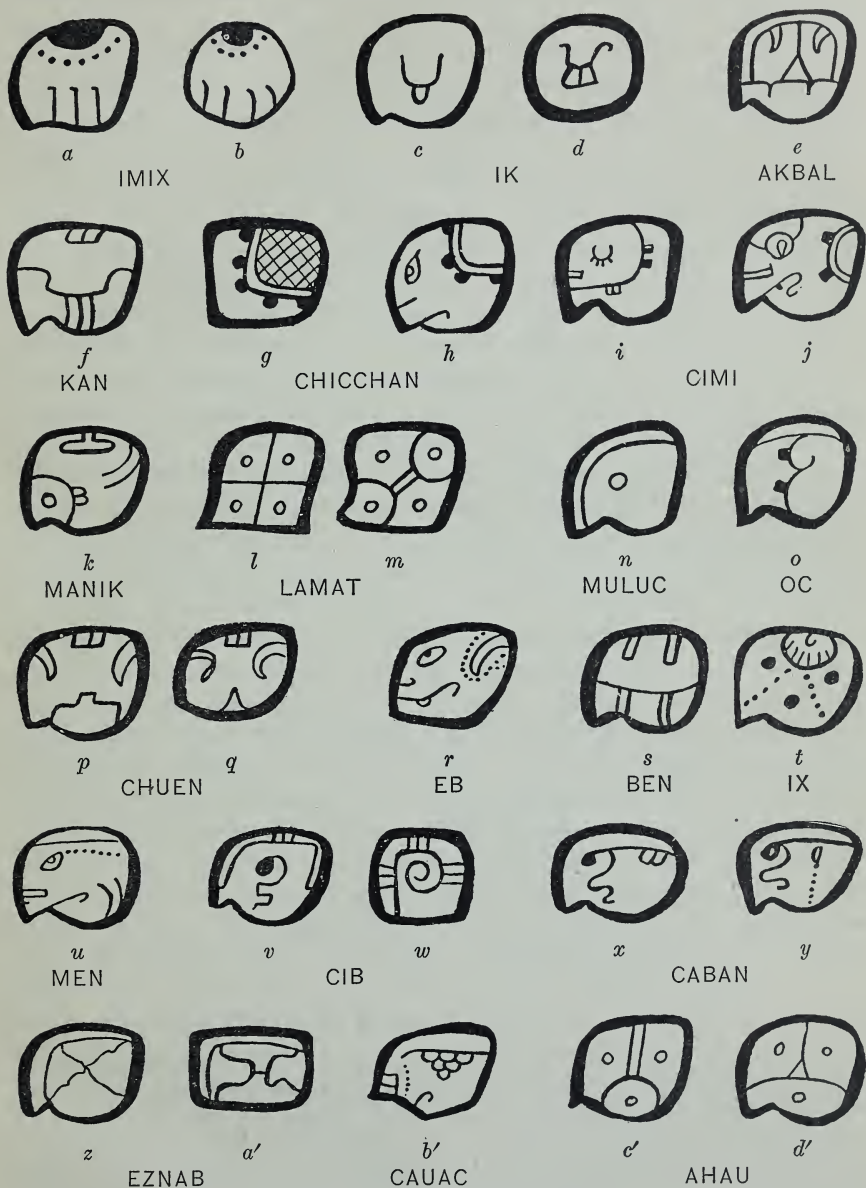 a b c d e
IMIX IK AKBAL
f g h i j
KAN CHICCHAN CIMI
k l m n o
MANIK LAMAT MULUC OC
p q r s t
CHUEN EB BEN IX
u v w x y
MEN CIB CABAN
z a′ b′ c′ d′
EZNAB CAUAC AHAU